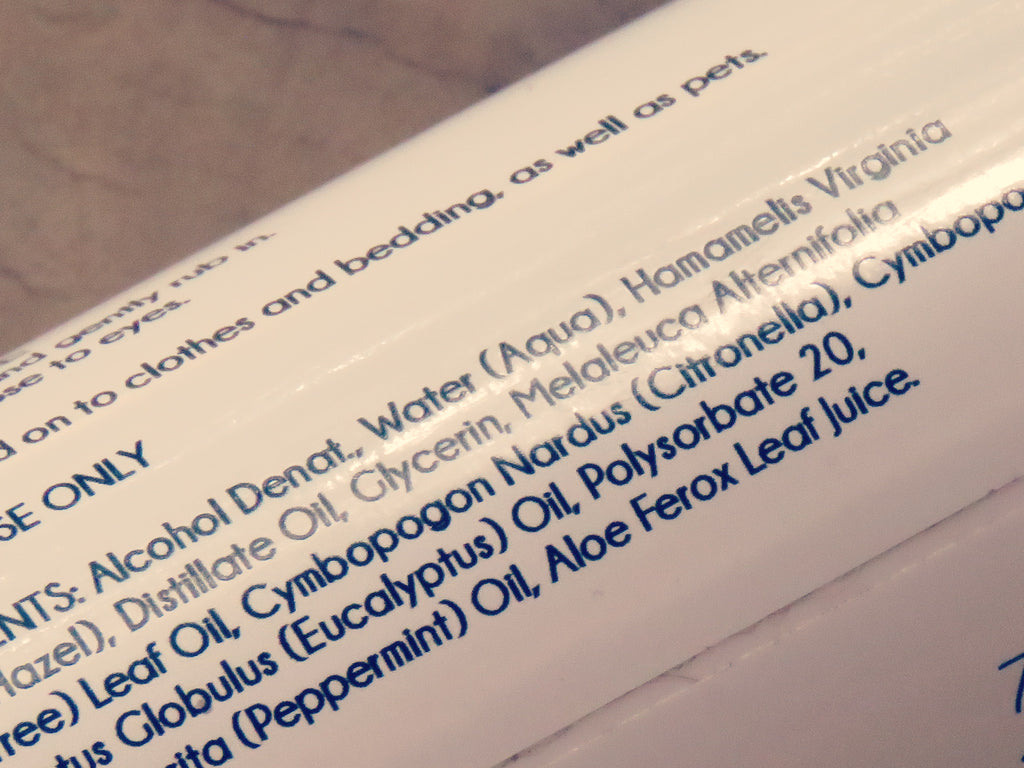 nd gently rub in.
se to eyes.
d on to clothes and bedding, as well as pets.
SE ONLY
ENTS: Alcohol Denat., Water (Aqua), Hamamelis Virginia
Hazel), Distillate Oil, Glycerin, Melaleuca Alternifolia
ree) Leaf Oil, Cymbopogon Nardus (Citronella), Cymbopo
tus Globulus (Eucalyptus) Oil, Polysorbate 20,
rita (Peppermint) Oil, Aloe Ferox Leaf Juice.